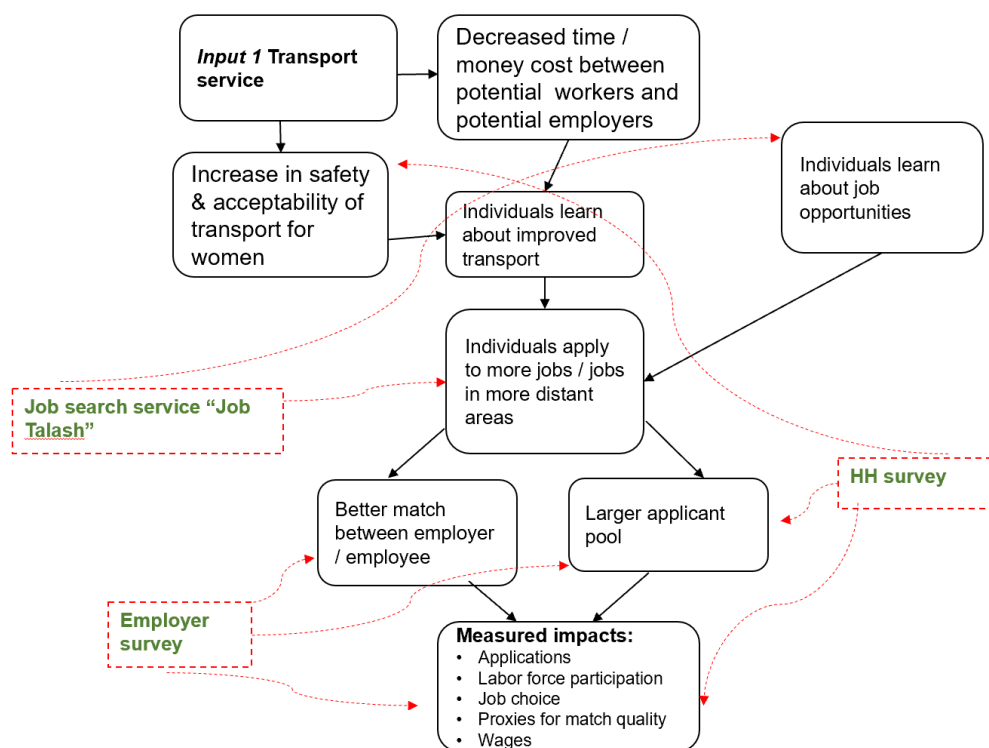 Input 1 Transport
service
Decreased time /
money cost between
potential workers and
potential employers
Increase in safety
& acceptability of
transport for
women
Individuals learn
about improved
transport
Individuals learn
about job
opportunities
Individuals apply
to more jobs / jobs
in more distant
areas
Job search service “Job
Talash”
HH survey
Better match
between employer
/ employee
Larger applicant
pool
Employer
survey
Measured impacts:
• Applications
• Labor force participation
• Job choice
• Proxies for match quality
• Wages